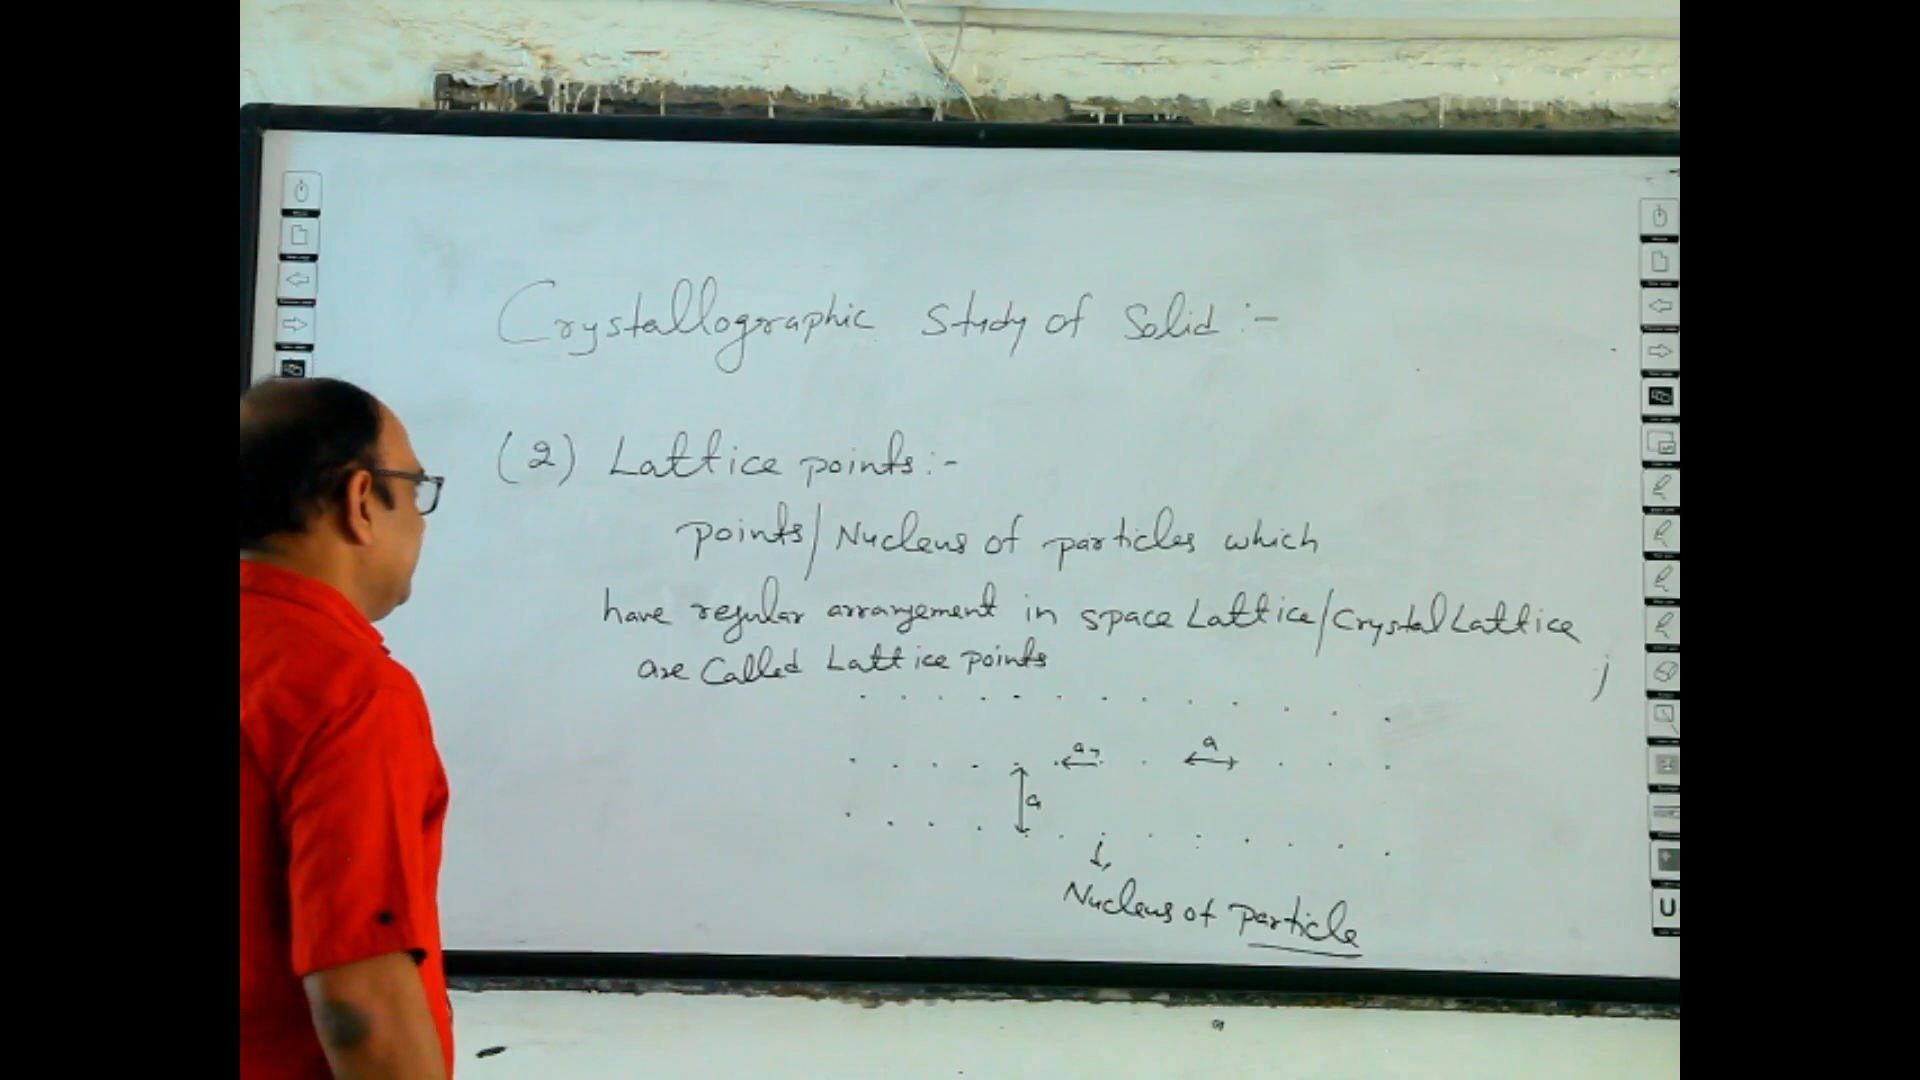 Crystallographic Study of Solid :-
(2) Lattice points :-
points/Nucleus of particles which
have regular arrangement in space Lattice/Crystal Lattice
are Called Lattice points
a a
a
Nucleus of particle
U